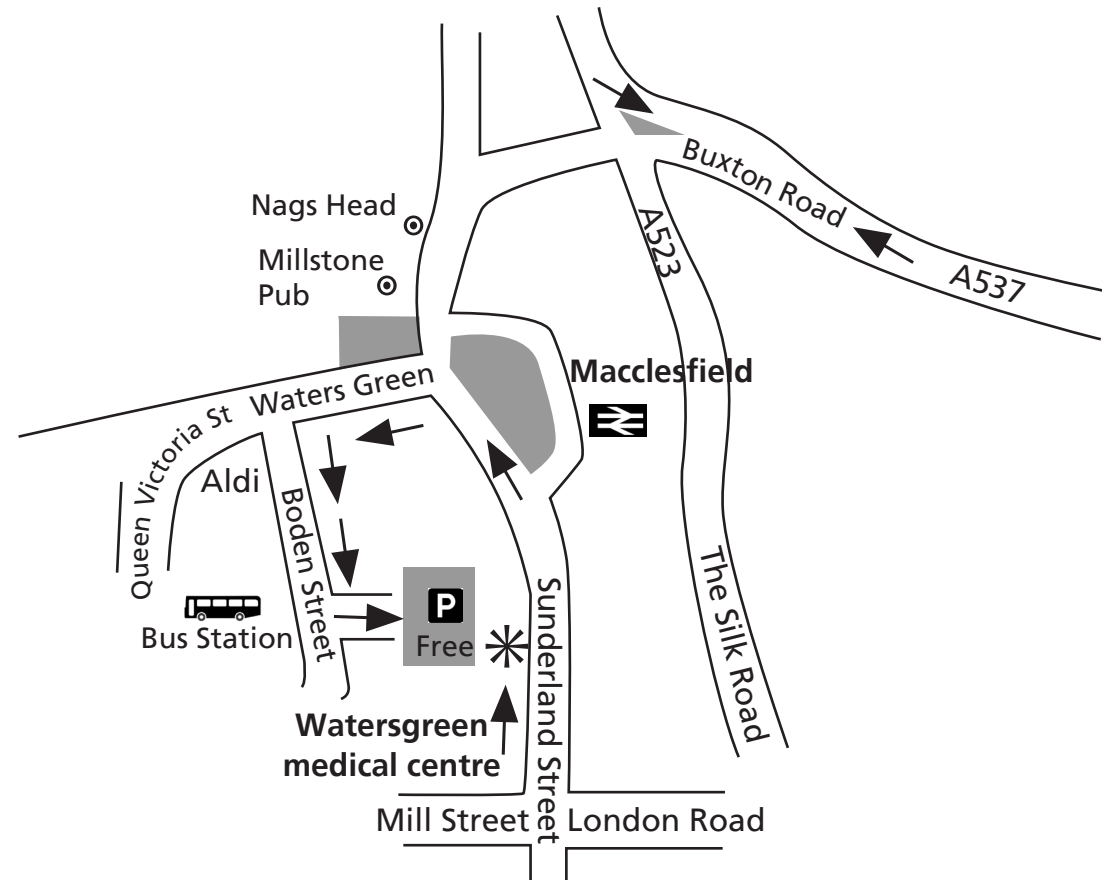 Buxton Road
Nags Head
A523
Millstone
Pub
A537
Macclesfield
Waters Green
Queen Victoria St
Aldi
Boden Street
P
Free
Bus Station
Sunderland Street
The Silk Road
Watersgreen
medical centre
Mill Street
London Road